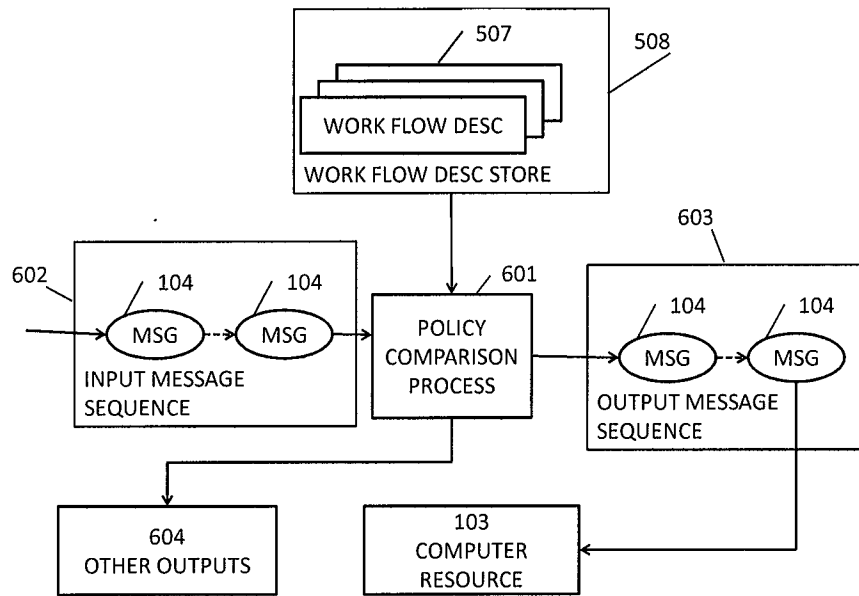 507
508
WORK FLOW DESC
WORK FLOW DESC STORE
602
104
104
MSG
MSG
INPUT MESSAGE
SEQUENCE
601
POLICY
COMPARISON
PROCESS
603
104
104
MSG
MSG
OUTPUT MESSAGE
SEQUENCE
604
OTHER OUTPUTS
103
COMPUTER
RESOURCE